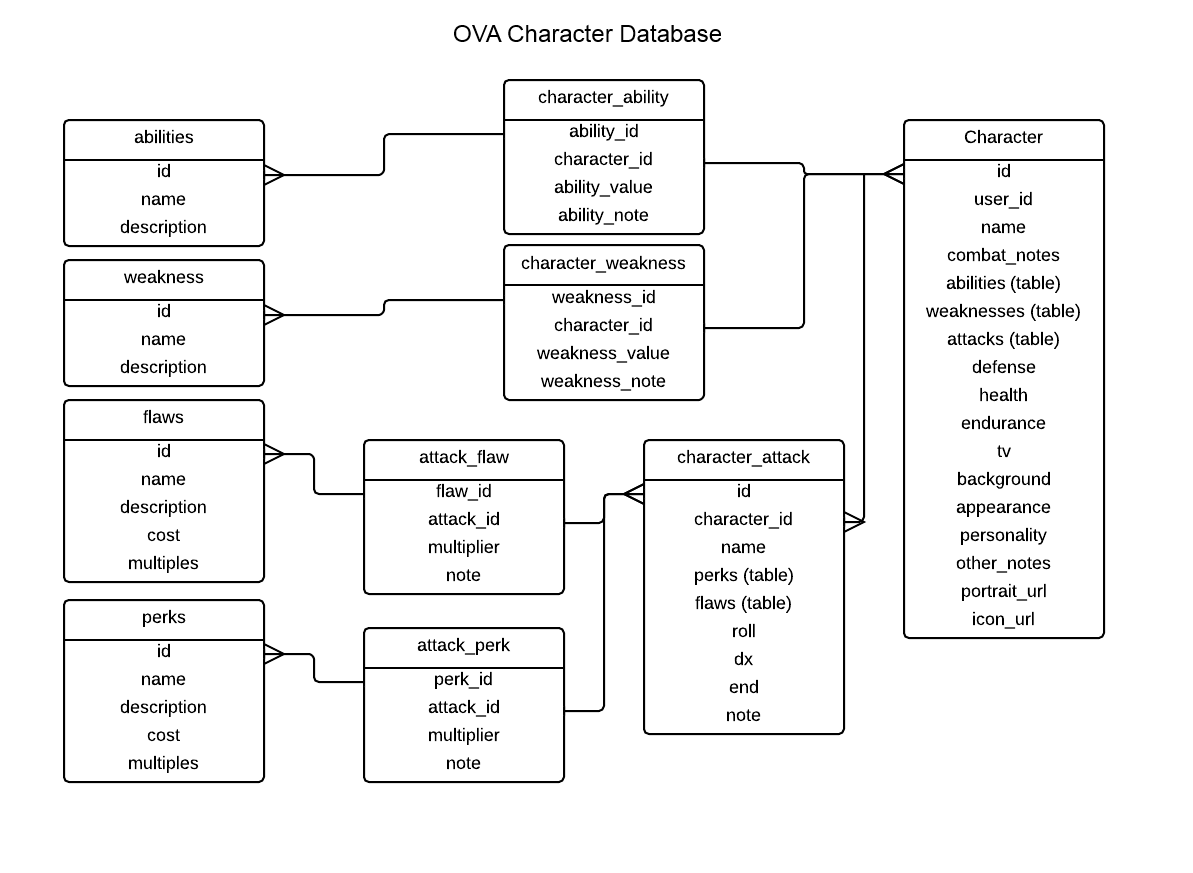 OVA Character Database
abilities
id
name
description
weakness
id
name
description
flaws
id
name
description
cost
multiples
perks
id
name
description
cost
multiples
character_ability
ability_id
character_id
ability_value
ability_note
character_weakness
weakness_id
character_id
weakness_value
weakness_note
attack_flaw
flaw_id
attack_id
multiplier
note
attack_perk
perk_id
attack_id
multiplier
note
character_attack
id
character_id
name
perks (table)
flaws (table)
roll
dx
end
note
Character
id
user_id
name
combat_notes
abilities (table)
weaknesses (table)
attacks (table)
defense
health
endurance
tv
background
appearance
personality
other_notes
portrait_url
icon_url